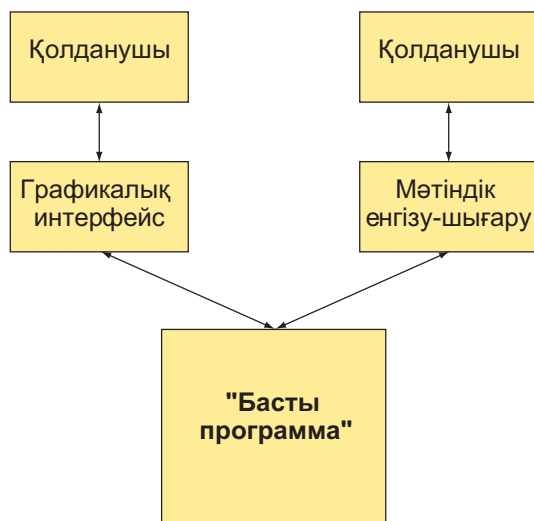 Қолданушы
Қолданушы
Графикалық
интерфейс
Мәтіндік
енгізу-шығару
"Басты
программа"